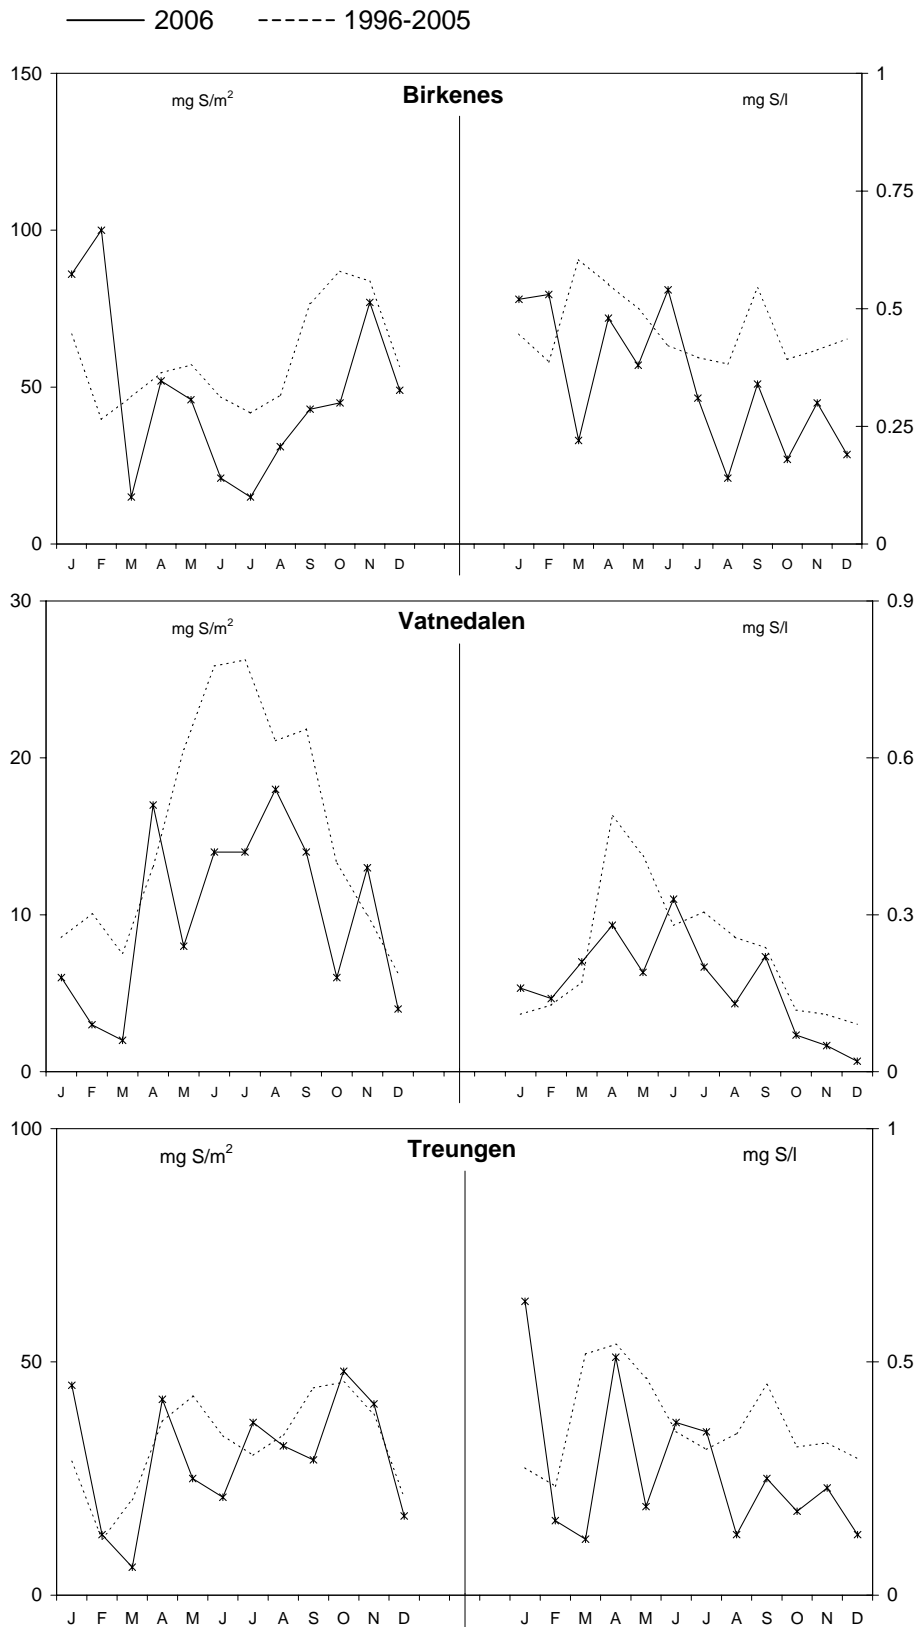 2006 1996-2005
150 mg S/m² Birkenes mg S/l 1
0.75
100
0.5
50
0.25
0 0
J F M A M J J A S O N D J F M A M J J A S O N D
30 mg S/m² Vatnedalen mg S/l 0.9
20 0.6
10 0.3
0 0
J F M A M J J A S O N D J F M A M J J A S O N D
100 mg S/m² Treungen mg S/l 1
50 0.5
0 0
J F M A M J J A S O N D J F M A M J J A S O N D